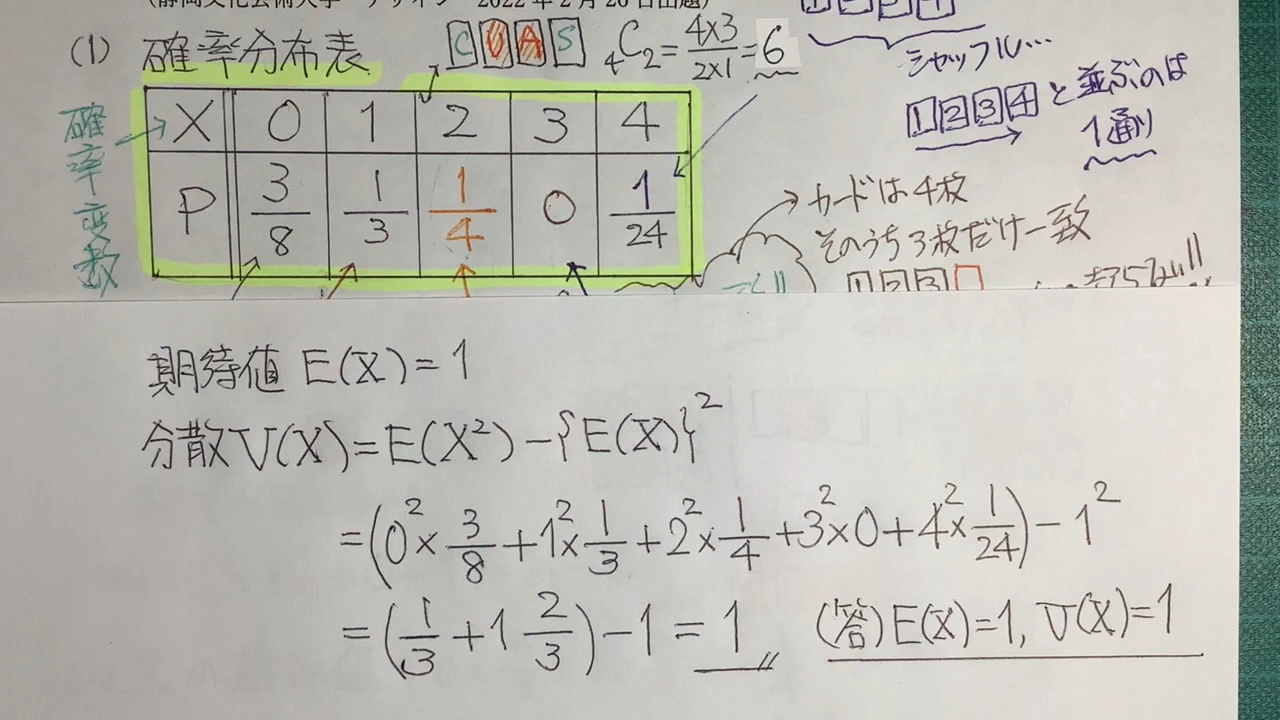 (静岡文化芸術大学 デザイン 2022年2月26日出題)
(1) 確率分布表
C U A S ₄C₂=4×3/2×1=6
確率変数
X 0 1 2 3 4
P 3/8 1/3 1/4 0 1/24
シャッフル…
1 2 3 4 と並ぶのは
1通り
カードは4枚
そのうち3枚だけ一致
1 2 3
期待値 E(X)=1
分散V(X)=E(X²)-{E(X)}²
=(0²×3/8+1²×1/3+2²×1/4+3²×0+4²×1/24)-1²
=(1/3+1 2/3)-1=1
(答)E(X)=1, V(X)=1